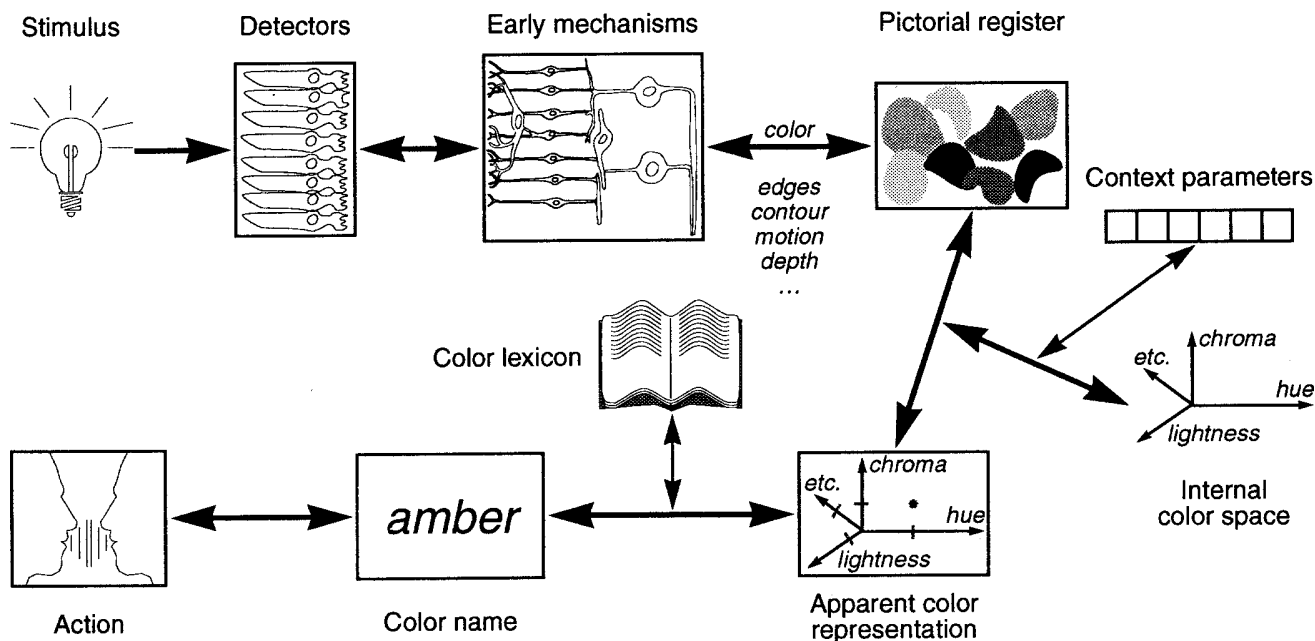 Stimulus
Detectors
Early mechanisms
Pictorial register
color
edges
contour
motion
depth
...
Context parameters
Color lexicon
chroma
etc.
hue
lightness
Internal
color space
amber
chroma
etc.
hue
lightness
Action
Color name
Apparent color
representation